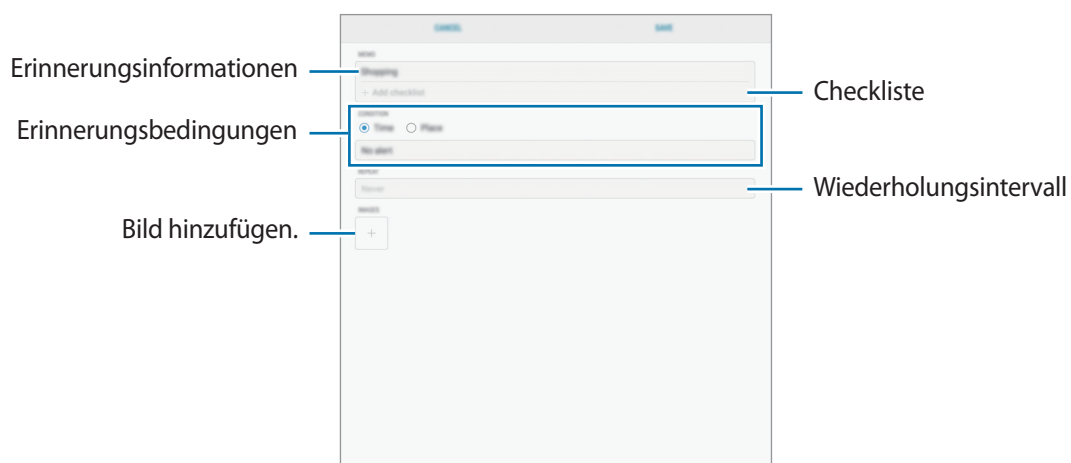 CANCEL
SAVE
MEMO
Erinnerungsinformationen
Shopping
+ Add checklist
Checkliste
CONDITION
Erinnerungsbedingungen
Time
Place
No alert
REPEAT
Never
Wiederholungsintervall
IMAGES
Bild hinzufügen.
+